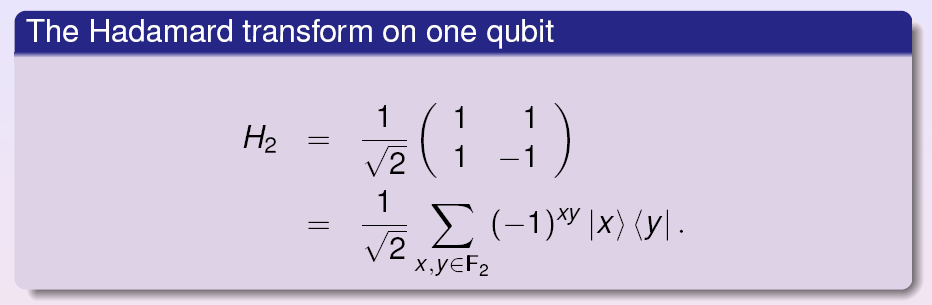 The Hadamard transform on one qubit
H₂ = 1/√2 ( 1 1
1 −1 )
= 1/√2 ∑_{x,y∈𝔽₂} (−1)^{xy} |x⟩⟨y|.